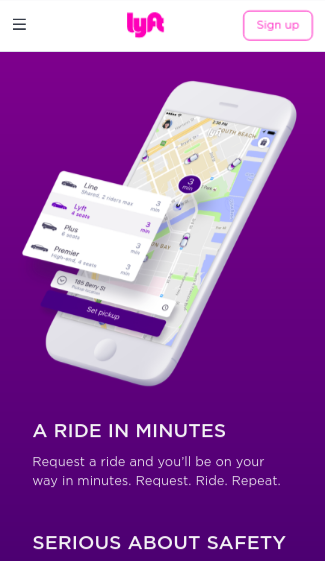 lyft
Sign up
SOUTH BEACH
3
min
Line
Shared, 2 riders max
3
min
Lyft
4 seats
3
min
Plus
6 seats
3
min
Premier
High-end, 4 seats
3
min
185 Berry St
Set pickup
A RIDE IN MINUTES
Request a ride and you’ll be on your
way in minutes. Request. Ride. Repeat.
SERIOUS ABOUT SAFETY